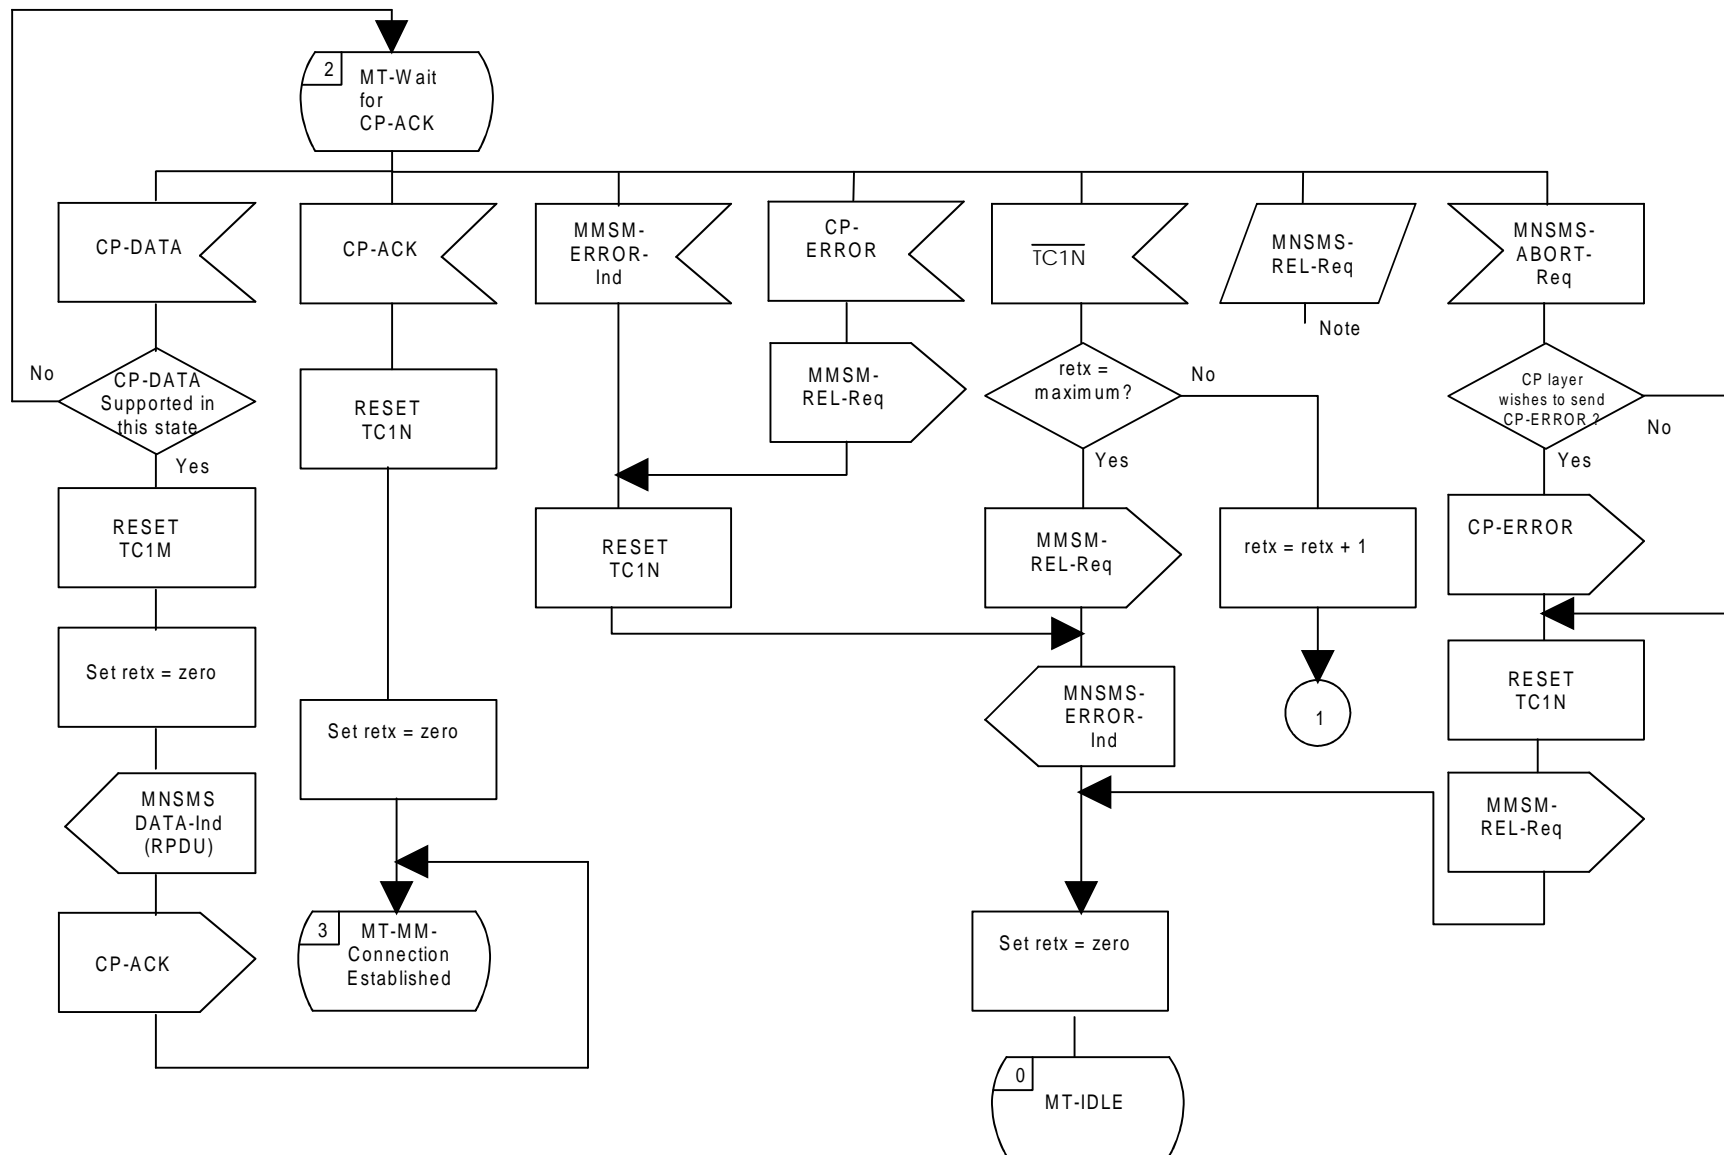 2
MT-Wait
for
CP-ACK
CP-DATA
CP-ACK
MMSM-
ERROR-
Ind
CP-
ERROR
TC1N
MNSMS-
REL-Req
Note
MNSMS-
ABORT-
Req
No
CP-DATA
Supported in
this state
Yes
RESET
TC1M
Set retx = zero
MNSMS
DATA-Ind
(RPDU)
CP-ACK
RESET
TC1N
Set retx = zero
3
MT-MM-
Connection
Established
RESET
TC1N
MMSM-
REL-Req
retx =
maximum?
No
Yes
MMSM-
REL-Req
retx = retx + 1
1
MNSMS-
ERROR-
Ind
Set retx = zero
0
MT-IDLE
CP layer
wishes to send
CP-ERROR ?
No
Yes
CP-ERROR
RESET
TC1N
MMSM-
REL-Req